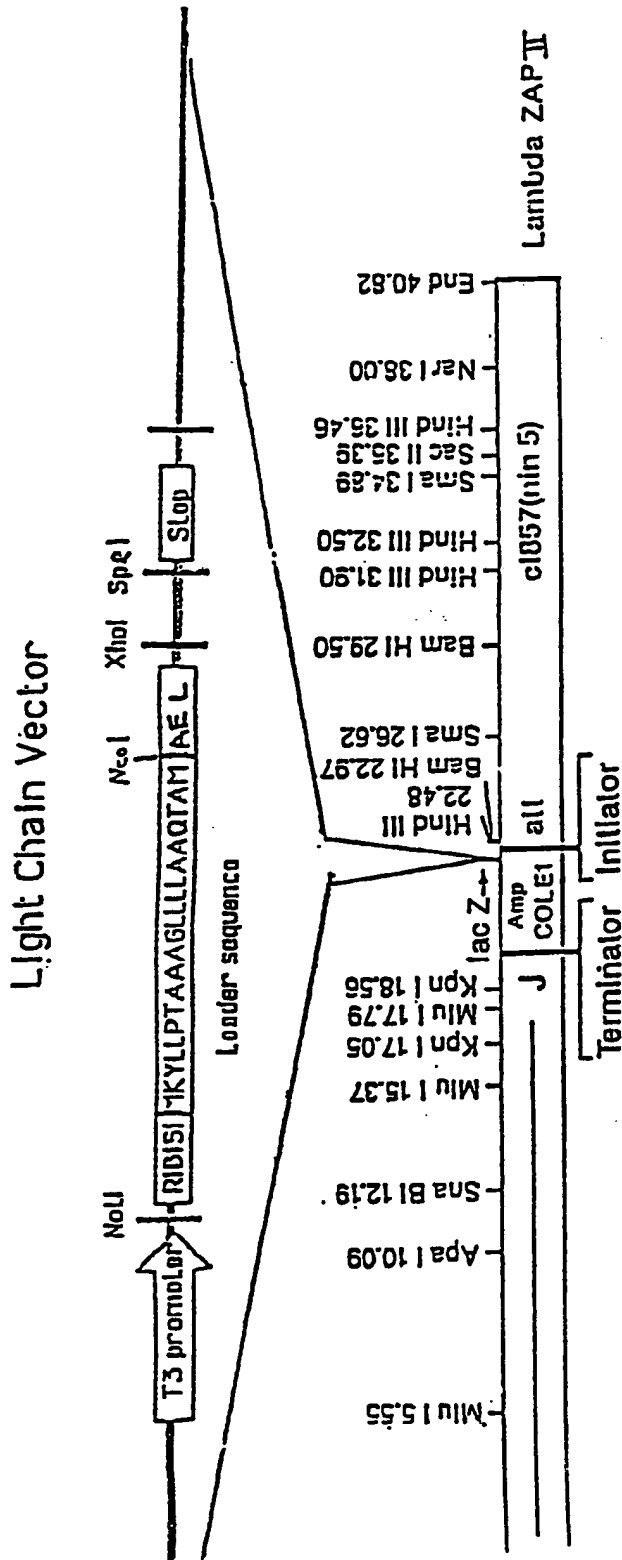 Light Chain Vector
NotI NcoI XhoI SpeI
T3 promoter RIBISI MKYLLPTAAAGLLLLAAQTAM AEL Stop
Leader sequence
Mlu I 5.55
Apa I 10.09
Sna BI 12.19
Mlu I 15.37
Kpn I 17.05
Mlu I 17.79
Kpn I 18.56
lac Z→
Hind III
22.48
Bam HI 22.97
Sma I 26.62
Bam HI 29.50
Hind III 31.90
Hind III 32.50
Sma I 34.89
Sac II 35.39
Hind III 35.46
Nar I 38.00
End 40.82
J
Amp
COLE1
att
cI857(nin 5)
Lambda ZAP II
Terminator Initiator